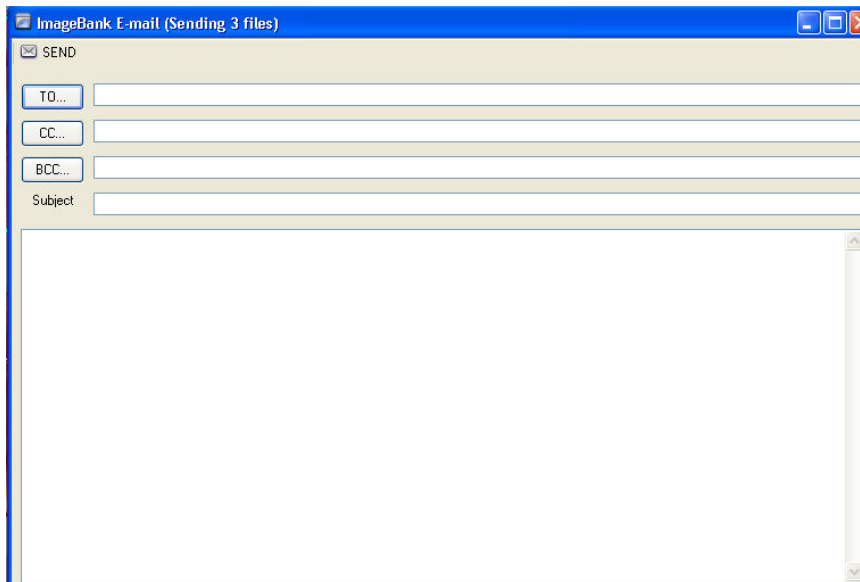 ImageBank E-mail (Sending 3 files)
SEND
TO...
CC...
BCC...
Subject